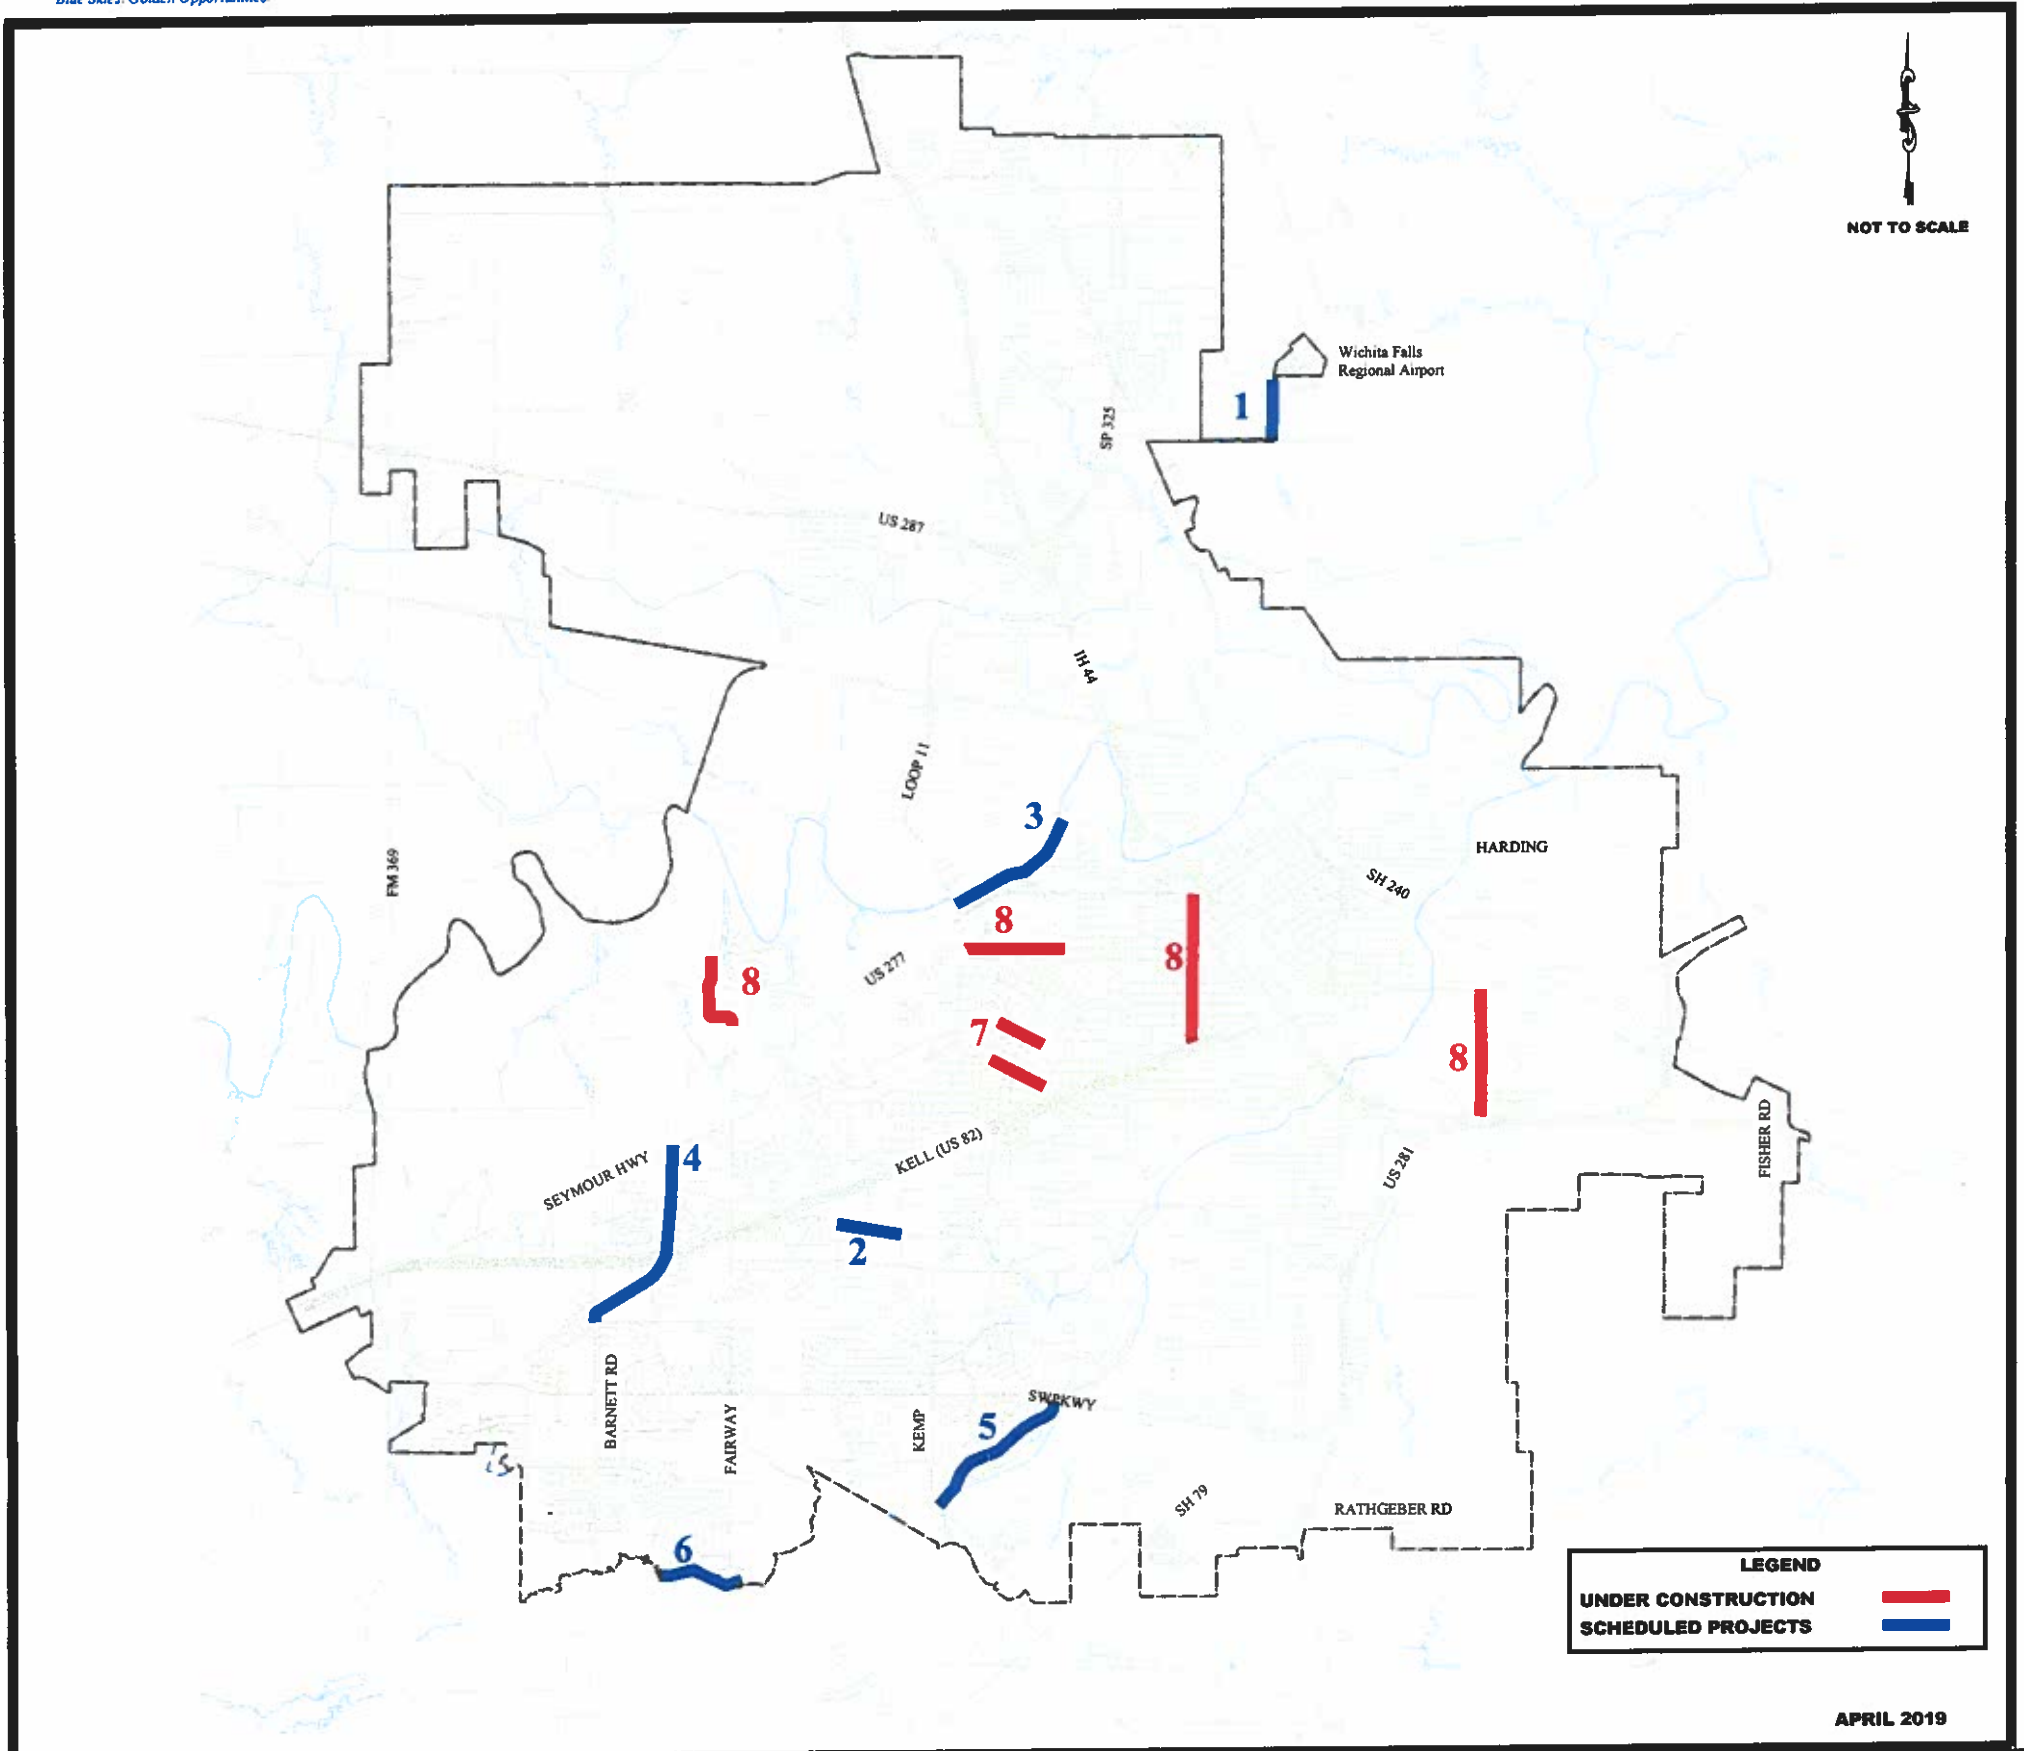 NOT TO SCALE
Wichita Falls
Regional Airport
1
SP 325
US 287
IH 44
LOOP 11
3
HARDING
FM 369
SH 240
8
8
US 277
8
7
8
SEYMOUR HWY
4
KELL (US 82)
FISHER RD
US 281
2
BARNETT RD
FAIRWAY
KEMP
5
SWPKWY
SH 79
RATHGEBER RD
6
LEGEND
UNDER CONSTRUCTION
SCHEDULED PROJECTS
APRIL 2019